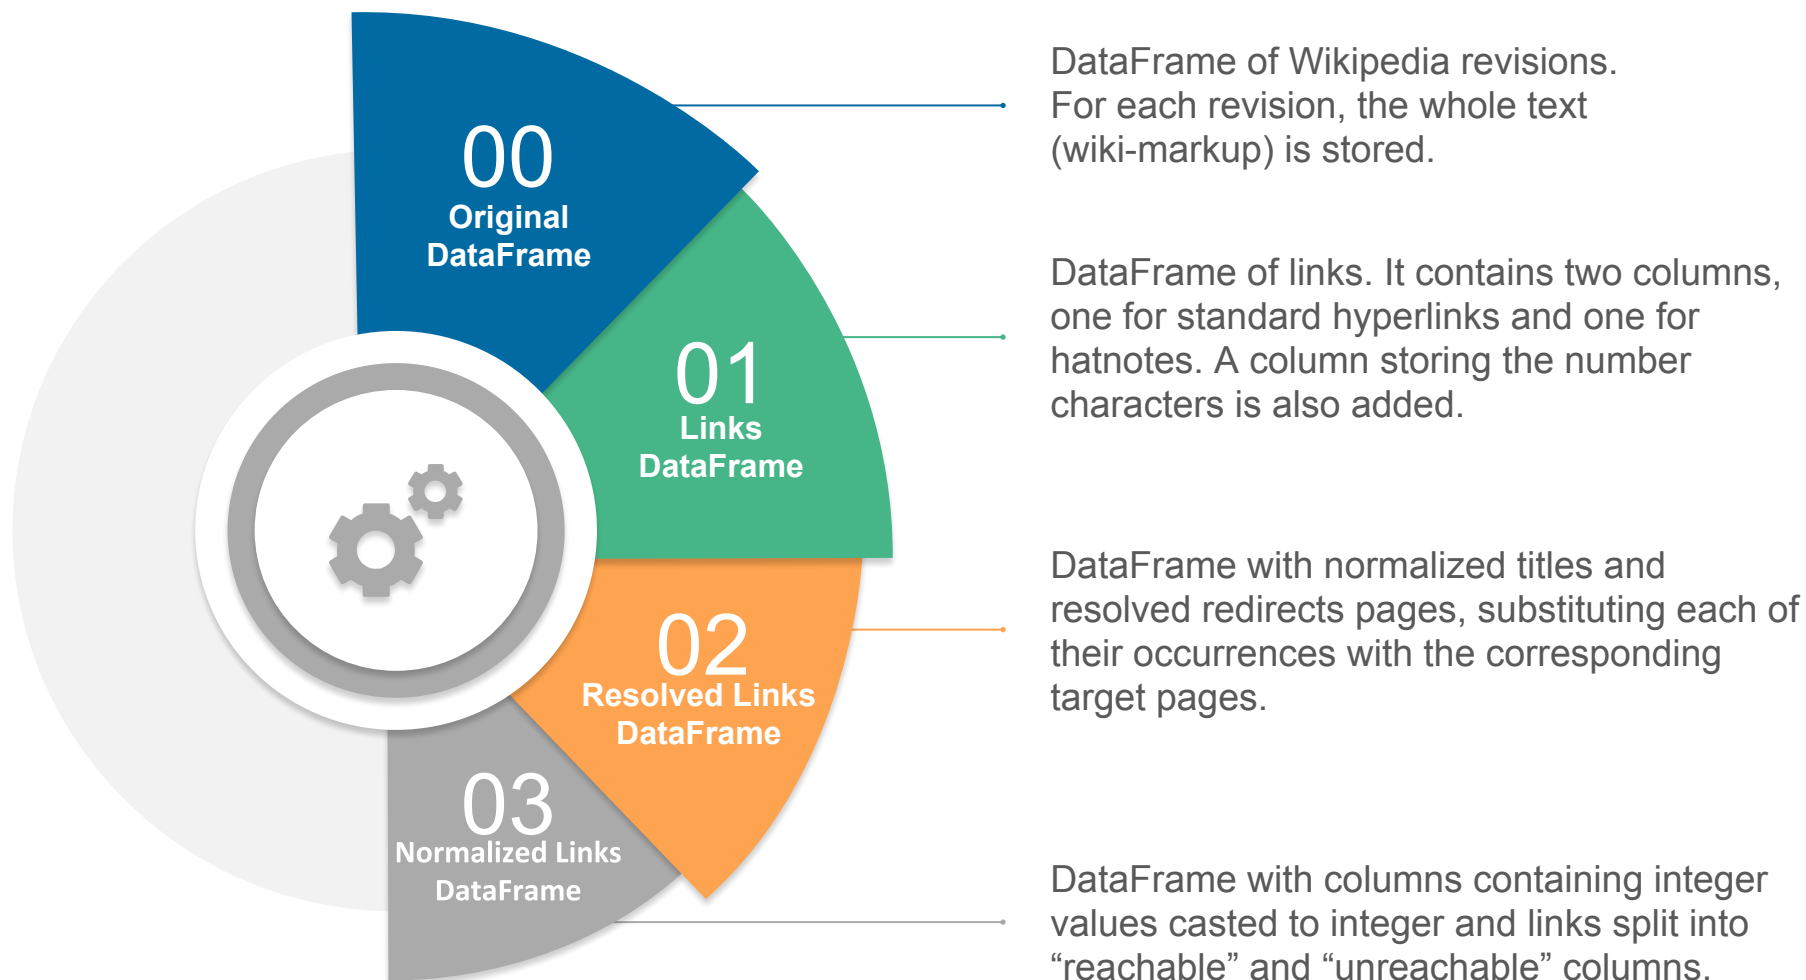 00
Original
DataFrame
DataFrame of Wikipedia revisions.
For each revision, the whole text
(wiki-markup) is stored.
01
Links
DataFrame
DataFrame of links. It contains two columns,
one for standard hyperlinks and one for
hatnotes. A column storing the number
characters is also added.
02
Resolved Links
DataFrame
DataFrame with normalized titles and
resolved redirects pages, substituting each of
their occurrences with the corresponding
target pages.
03
Normalized Links
DataFrame
DataFrame with columns containing integer
values casted to integer and links split into
“reachable” and “unreachable” columns.